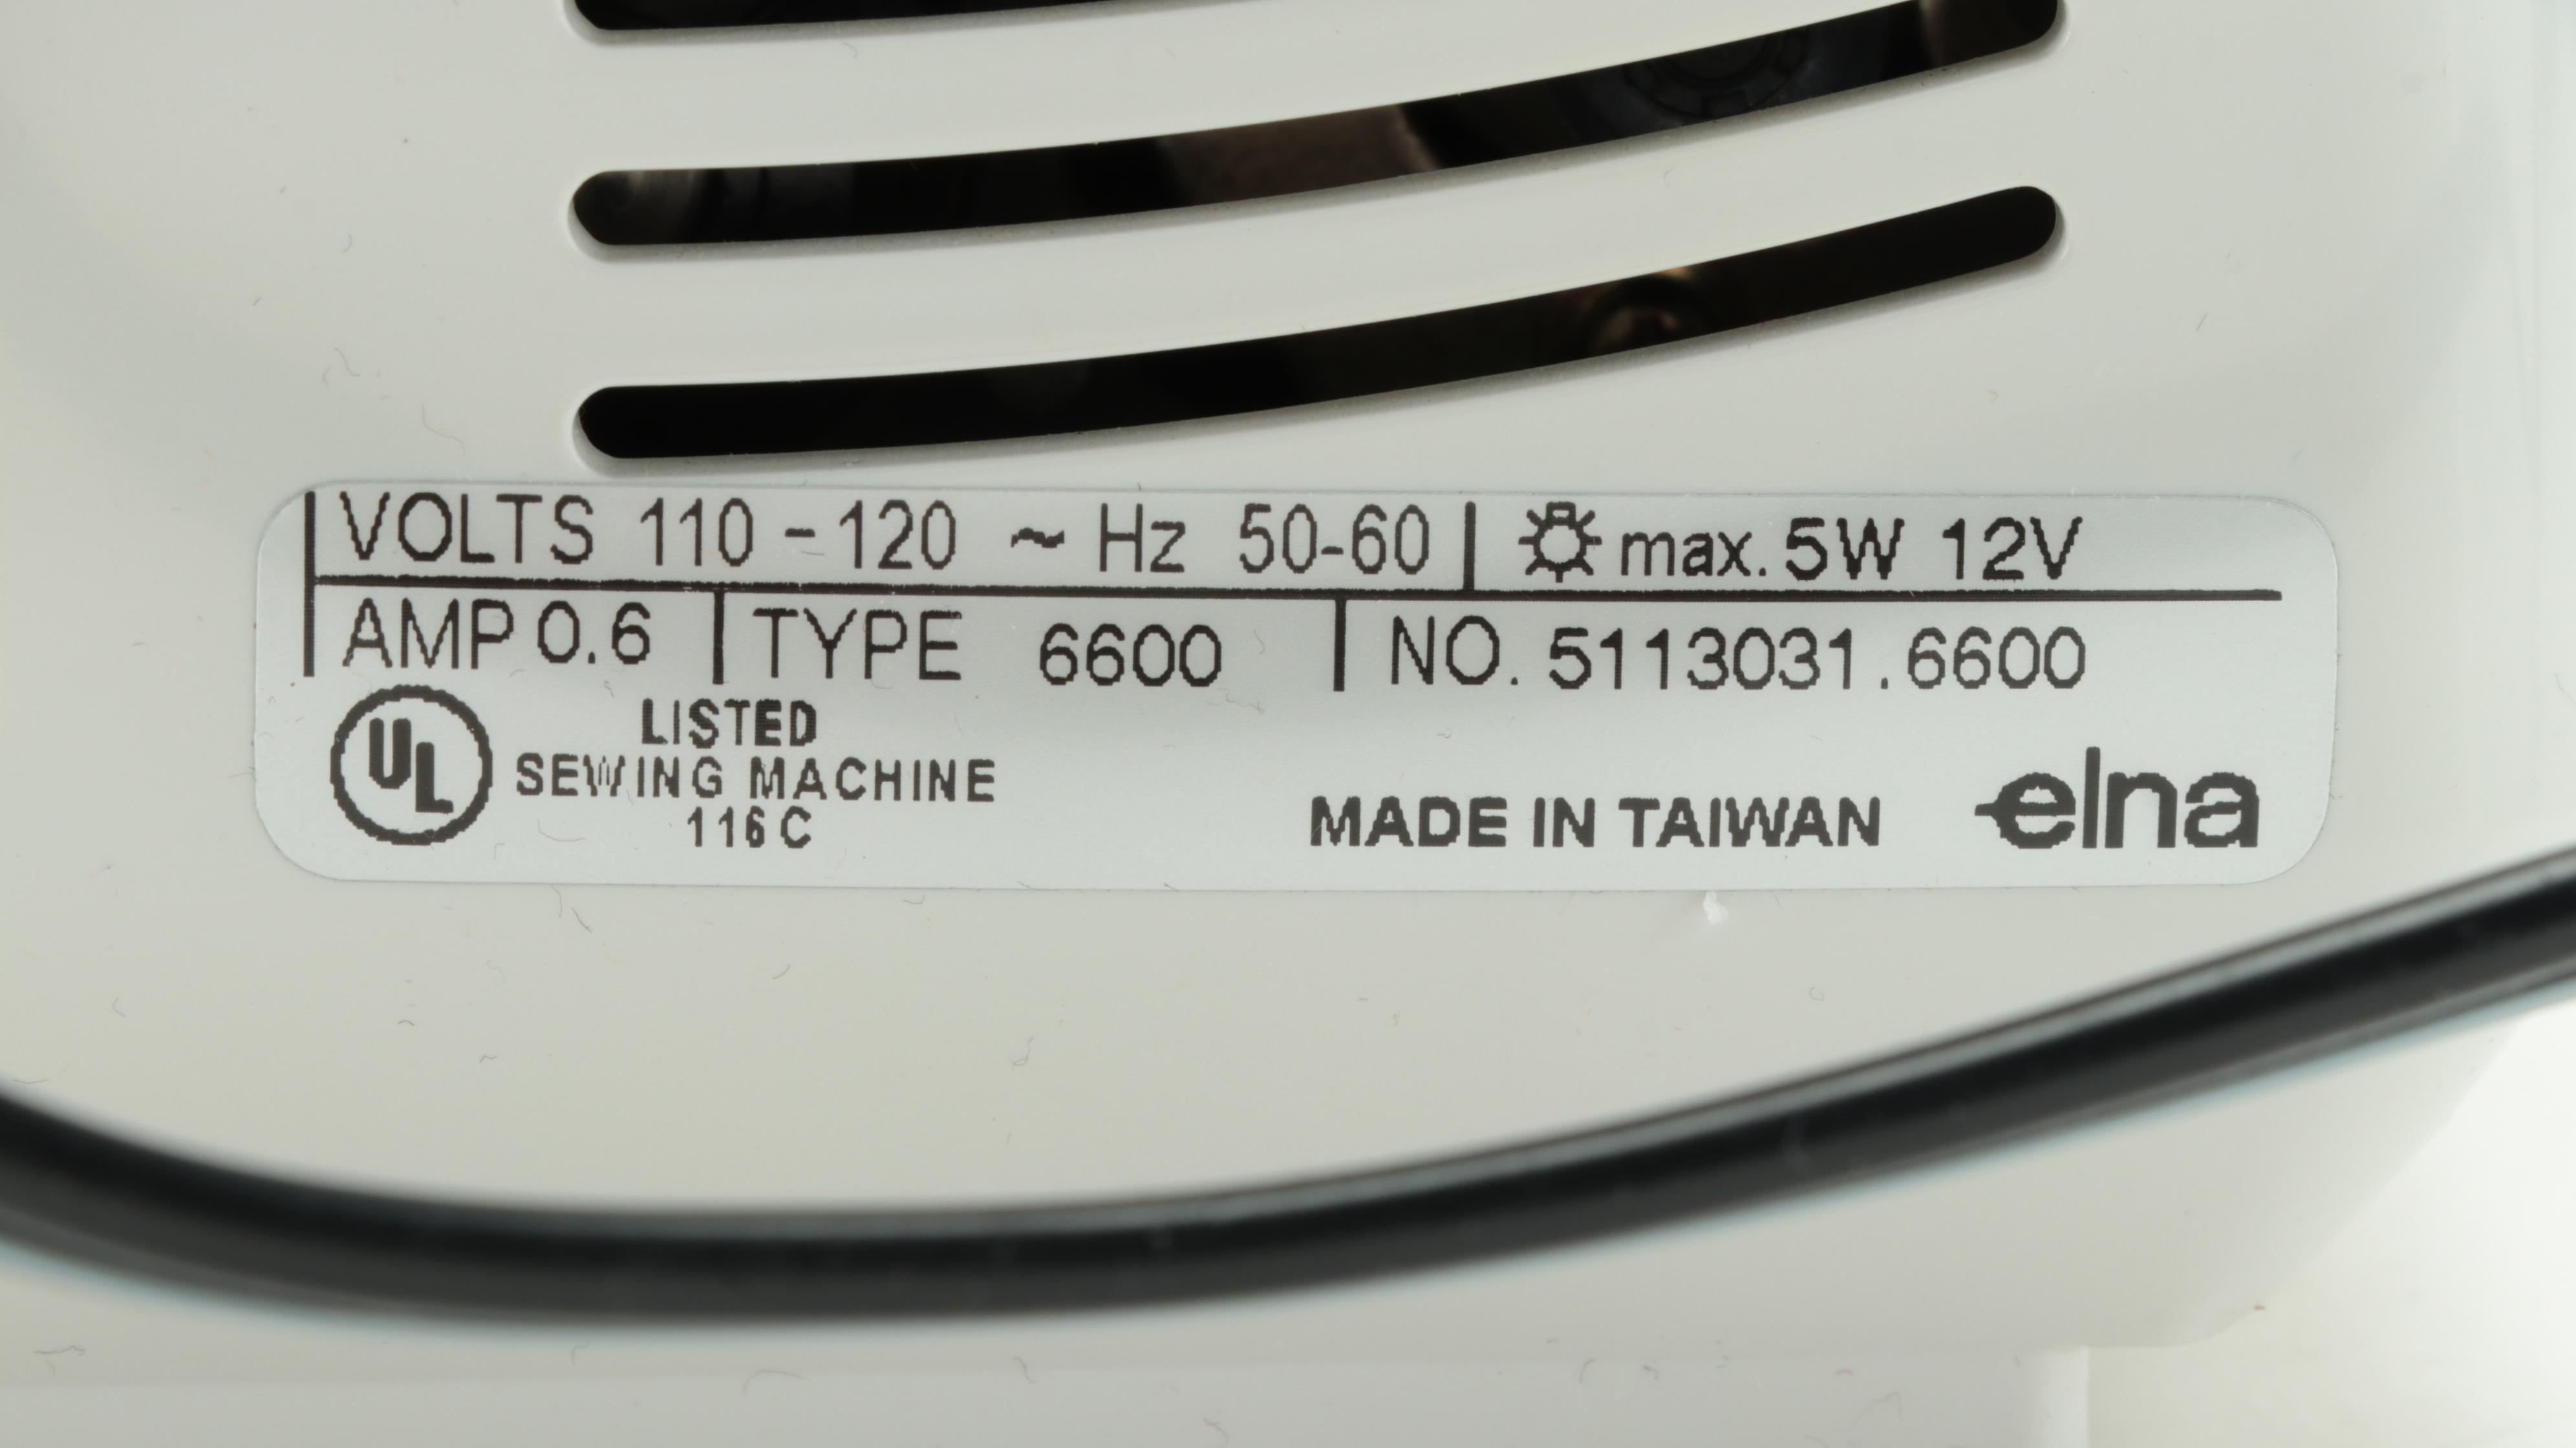 VOLTS 110 - 120 ~ Hz 50-60 max. 5W 12V
AMP 0.6 TYPE 6600 NO. 5113031.6600
UL LISTED
SEWING MACHINE
116C
MADE IN TAIWAN elna